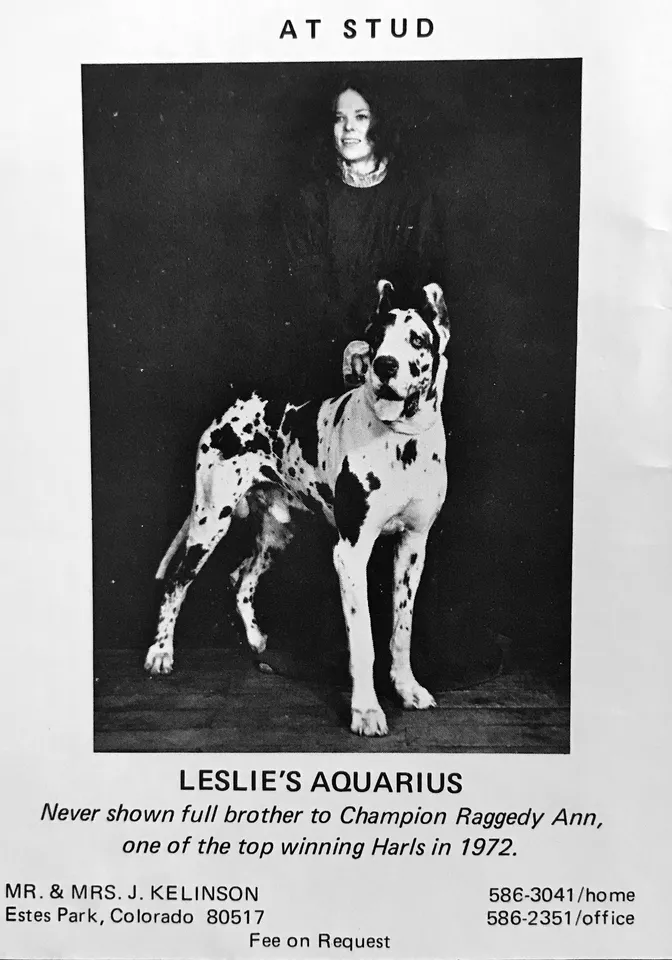 AT STUD
LESLIE'S AQUARIUS
Never shown full brother to Champion Raggedy Ann,
one of the top winning Harls in 1972.
MR. & MRS. J. KELINSON
Estes Park, Colorado 80517
586-3041/home
586-2351/office
Fee on Request